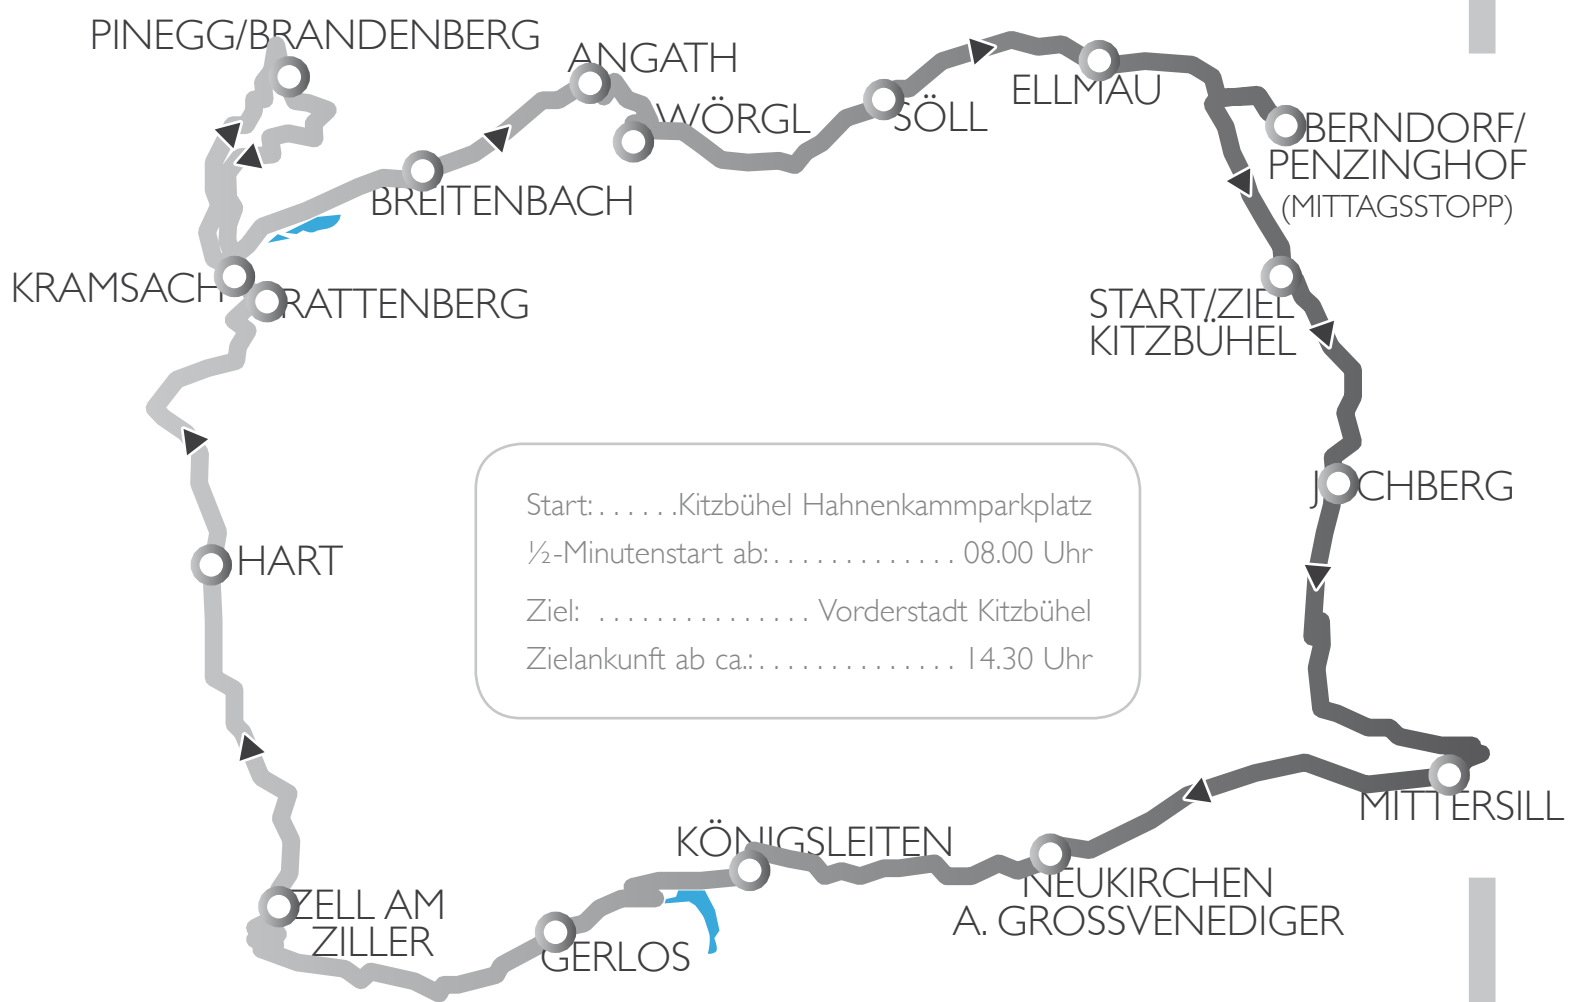 PINEGG/BRANDENBERG
ANGATH
WÖRGL
SÖLL
ELLMAU
BERNDORF/
PENZINGHOF
(MITTAGSSTOPP)
BREITENBACH
KRAMSACH
RATTENBERG
START/ZIEL
KITZBÜHEL
JOCHBERG
HART
Start:. . . . . .Kitzbühel Hahnenkammparkplatz
½-Minutenstart ab:. . . . . . . . . . . . . 08.00 Uhr
Ziel: . . . . . . . . . . . . . . . Vorderstadt Kitzbühel
Zielankunft ab ca.:. . . . . . . . . . . . . . 14.30 Uhr
MITTERSILL
KÖNIGSLEITEN
NEUKIRCHEN
A. GROSSVENEDIGER
ZELL AM
ZILLER
GERLOS